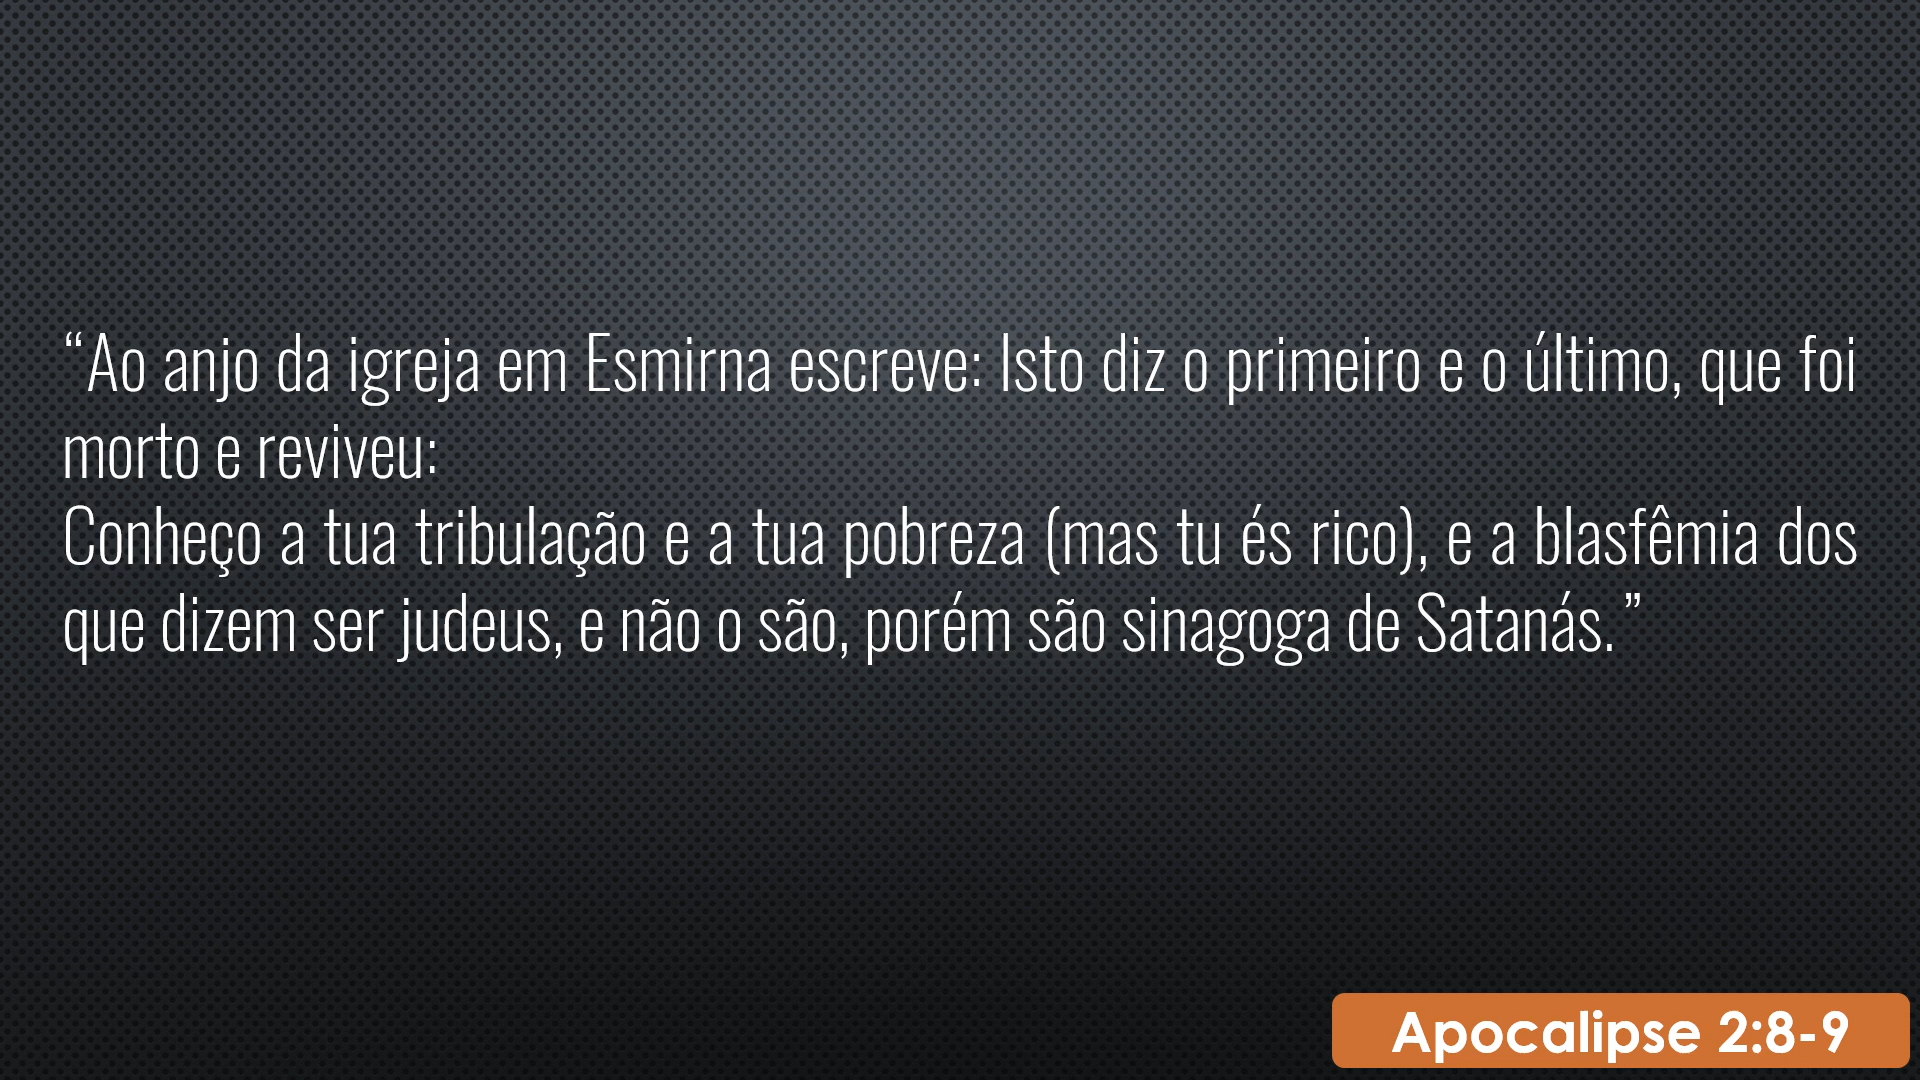 “Ao anjo da igreja em Esmirna escreve: Isto diz o primeiro e o último, que foi
morto e reviveu:
Conheço a tua tribulação e a tua pobreza (mas tu és rico), e a blasfêmia dos
que dizem ser judeus, e não o são, porém são sinagoga de Satanás.”
Apocalipse 2:8-9